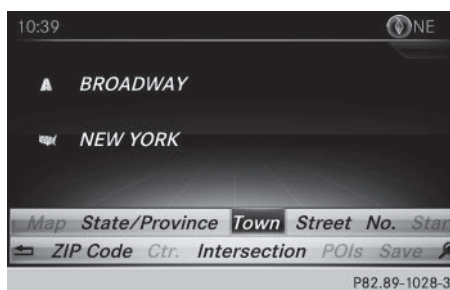 10:39 NE
BROADWAY
NEW YORK
Map State/Province Town Street No. Star
ZIP Code Ctr. Intersection POIs Save
P82.89-1028-3